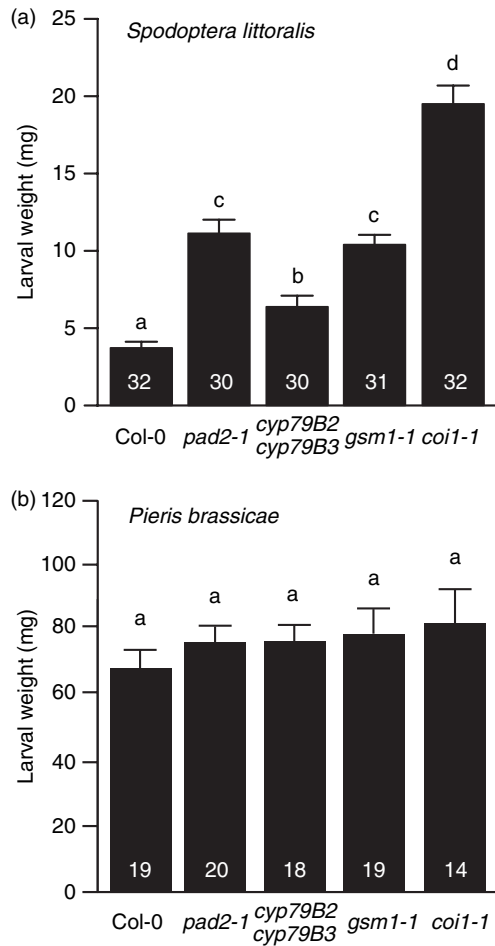 (a)
Spodoptera littoralis
Larval weight (mg)
25
20
15
10
5
0
a
c
b
c
d
32
30
30
31
32
Col-0 pad2-1 cyp79B2 cyp79B3 gsm1-1 coi1-1
(b)
Pieris brassicae
Larval weight (mg)
120
100
80
60
40
20
0
a
a
a
a
a
19
20
18
19
14
Col-0 pad2-1 cyp79B2 cyp79B3 gsm1-1 coi1-1